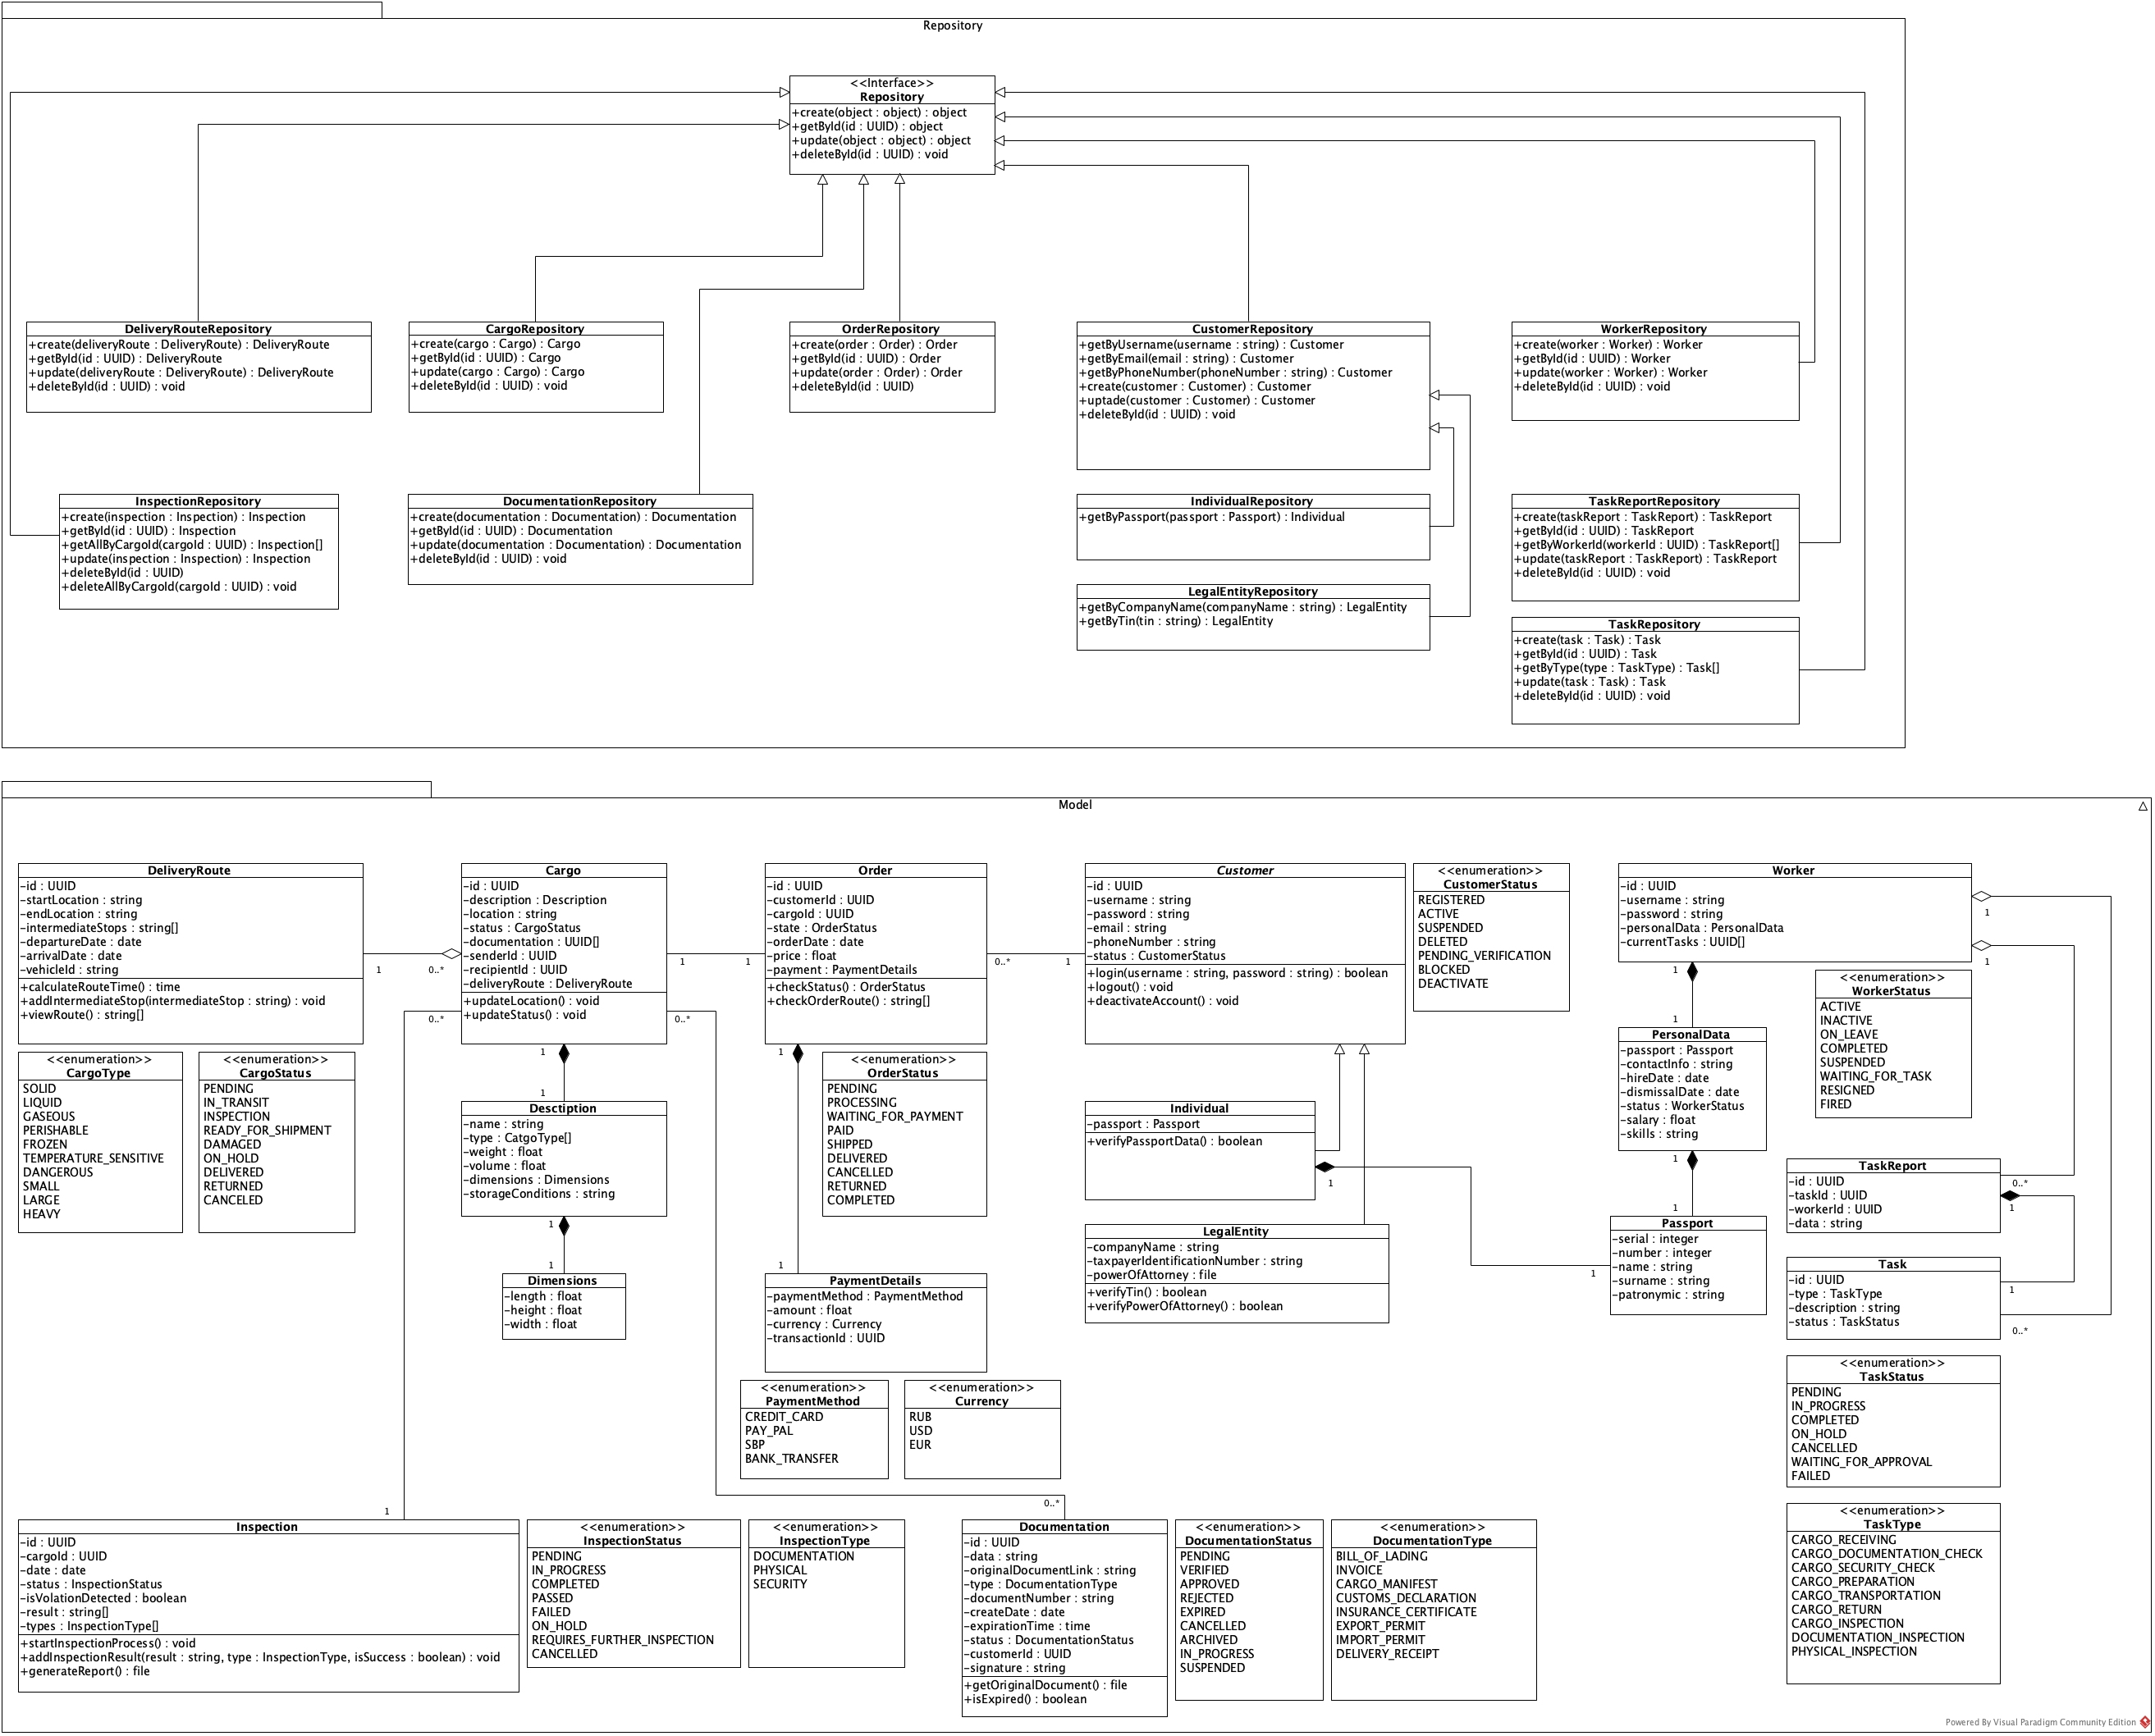 Repository
<<Interface>>
Repository
+create(object : object) : object
+getById(id : UUID) : object
+update(object : object) : object
+deleteById(id : UUID) : void
DeliveryRouteRepository
+create(deliveryRoute : DeliveryRoute) : DeliveryRoute
+getById(id : UUID) : DeliveryRoute
+update(deliveryRoute : DeliveryRoute) : DeliveryRoute
+deleteById(id : UUID) : void
CargoRepository
+create(cargo : Cargo) : Cargo
+getById(id : UUID) : Cargo
+update(cargo : Cargo) : Cargo
+deleteById(id : UUID) : void
OrderRepository
+create(order : Order) : Order
+getById(id : UUID) : Order
+update(order : Order) : Order
+deleteById(id : UUID)
CustomerRepository
+getByUsername(username : string) : Customer
+getByEmail(email : string) : Customer
+getByPhoneNumber(phoneNumber : string) : Customer
+create(customer : Customer) : Customer
+uptade(customer : Customer) : Customer
+deleteById(id : UUID) : void
WorkerRepository
+create(worker : Worker) : Worker
+getById(id : UUID) : Worker
+update(worker : Worker) : Worker
+deleteById(id : UUID) : void
InspectionRepository
+create(inspection : Inspection) : Inspection
+getById(id : UUID) : Inspection
+getAllByCargoId(cargoId : UUID) : Inspection[]
+update(inspection : Inspection) : Inspection
+deleteById(id : UUID)
+deleteAllByCargoId(cargoId : UUID) : void
DocumentationRepository
+create(documentation : Documentation) : Documentation
+getById(id : UUID) : Documentation
+update(documentation : Documentation) : Documentation
+deleteById(id : UUID) : void
IndividualRepository
+getByPassport(passport : Passport) : Individual
LegalEntityRepository
+getByCompanyName(companyName : string) : LegalEntity
+getByTin(tin : string) : LegalEntity
TaskReportRepository
+create(taskReport : TaskReport) : TaskReport
+getById(id : UUID) : TaskReport
+getByWorkerId(workerId : UUID) : TaskReport[]
+update(taskReport : TaskReport) : TaskReport
+deleteById(id : UUID) : void
TaskRepository
+create(task : Task) : Task
+getById(id : UUID) : Task
+getByType(type : TaskType) : Task[]
+update(task : Task) : Task
+deleteById(id : UUID) : void
Model
DeliveryRoute
-id : UUID
-startLocation : string
-endLocation : string
-intermediateStops : string[]
-departureDate : date
-arrivalDate : date
-vehicleId : string
+calculateRouteTime() : time
+addIntermediateStop(intermediateStop : string) : void
+viewRoute() : string[]
1
0..*
Cargo
-id : UUID
-description : Description
-location : string
-status : CargoStatus
-documentation : UUID[]
-senderId : UUID
-recipientId : UUID
-deliveryRoute : DeliveryRoute
+updateLocation() : void
+updateStatus() : void
0..*
0..*
1
1
Order
-id : UUID
-customerId : UUID
-cargoId : UUID
-state : OrderStatus
-orderDate : date
-price : float
-payment : PaymentDetails
+checkStatus() : OrderStatus
+checkOrderRoute() : string[]
0..*
1
Customer
-id : UUID
-username : string
-password : string
-email : string
-phoneNumber : string
-status : CustomerStatus
+login(username : string, password : string) : boolean
+logout() : void
+deactivateAccount() : void
<<enumeration>>
CustomerStatus
REGISTERED
ACTIVE
SUSPENDED
DELETED
PENDING_VERIFICATION
BLOCKED
DEACTIVATE
Worker
-id : UUID
-username : string
-password : string
-personalData : PersonalData
-currentTasks : UUID[]
1
1
1
1
<<enumeration>>
WorkerStatus
ACTIVE
INACTIVE
ON_LEAVE
COMPLETED
SUSPENDED
WAITING_FOR_TASK
RESIGNED
FIRED
PersonalData
-passport : Passport
-contactInfo : string
-hireDate : date
-dismissalDate : date
-status : WorkerStatus
-salary : float
-skills : string
1
1
<<enumeration>>
CargoType
SOLID
LIQUID
GASEOUS
PERISHABLE
FROZEN
TEMPERATURE_SENSITIVE
DANGEROUS
SMALL
LARGE
HEAVY
<<enumeration>>
CargoStatus
PENDING
IN_TRANSIT
INSPECTION
READY_FOR_SHIPMENT
DAMAGED
ON_HOLD
DELIVERED
RETURNED
CANCELED
1
1
Desctiption
-name : string
-type : CatgoType[]
-weight : float
-volume : float
-dimensions : Dimensions
-storageConditions : string
1
1
Dimensions
-length : float
-height : float
-width : float
1
<<enumeration>>
OrderStatus
PENDING
PROCESSING
WAITING_FOR_PAYMENT
PAID
SHIPPED
DELIVERED
CANCELLED
RETURNED
COMPLETED
1
PaymentDetails
-paymentMethod : PaymentMethod
-amount : float
-currency : Currency
-transactionId : UUID
Individual
-passport : Passport
+verifyPassportData() : boolean
1
1
LegalEntity
-companyName : string
-taxpayerIdentificationNumber : string
-powerOfAttorney : file
+verifyTin() : boolean
+verifyPowerOfAttorney() : boolean
Passport
-serial : integer
-number : integer
-name : string
-surname : string
-patronymic : string
TaskReport
-id : UUID
-taskId : UUID
-workerId : UUID
-data : string
0..*
1
Task
-id : UUID
-type : TaskType
-description : string
-status : TaskStatus
1
0..*
<<enumeration>>
PaymentMethod
CREDIT_CARD
PAY_PAL
SBP
BANK_TRANSFER
<<enumeration>>
Currency
RUB
USD
EUR
<<enumeration>>
TaskStatus
PENDING
IN_PROGRESS
COMPLETED
ON_HOLD
CANCELLED
WAITING_FOR_APPROVAL
FAILED
1
0..*
Inspection
-id : UUID
-cargoId : UUID
-date : date
-status : InspectionStatus
-isVolationDetected : boolean
-result : string[]
-types : InspectionType[]
+startInspectionProcess() : void
+addInspectionResult(result : string, type : InspectionType, isSuccess : boolean) : void
+generateReport() : file
<<enumeration>>
InspectionStatus
PENDING
IN_PROGRESS
COMPLETED
PASSED
FAILED
ON_HOLD
REQUIRES_FURTHER_INSPECTION
CANCELLED
<<enumeration>>
InspectionType
DOCUMENTATION
PHYSICAL
SECURITY
Documentation
-id : UUID
-data : string
-originalDocumentLink : string
-type : DocumentationType
-documentNumber : string
-createDate : date
-expirationTime : time
-status : DocumentationStatus
-customerId : UUID
-signature : string
+getOriginalDocument() : file
+isExpired() : boolean
<<enumeration>>
DocumentationStatus
PENDING
VERIFIED
APPROVED
REJECTED
EXPIRED
CANCELLED
ARCHIVED
IN_PROGRESS
SUSPENDED
<<enumeration>>
DocumentationType
BILL_OF_LADING
INVOICE
CARGO_MANIFEST
CUSTOMS_DECLARATION
INSURANCE_CERTIFICATE
EXPORT_PERMIT
IMPORT_PERMIT
DELIVERY_RECEIPT
<<enumeration>>
TaskType
CARGO_RECEIVING
CARGO_DOCUMENTATION_CHECK
CARGO_SECURITY_CHECK
CARGO_PREPARATION
CARGO_TRANSPORTATION
CARGO_RETURN
CARGO_INSPECTION
DOCUMENTATION_INSPECTION
PHYSICAL_INSPECTION
Powered By Visual Paradigm Community Edition